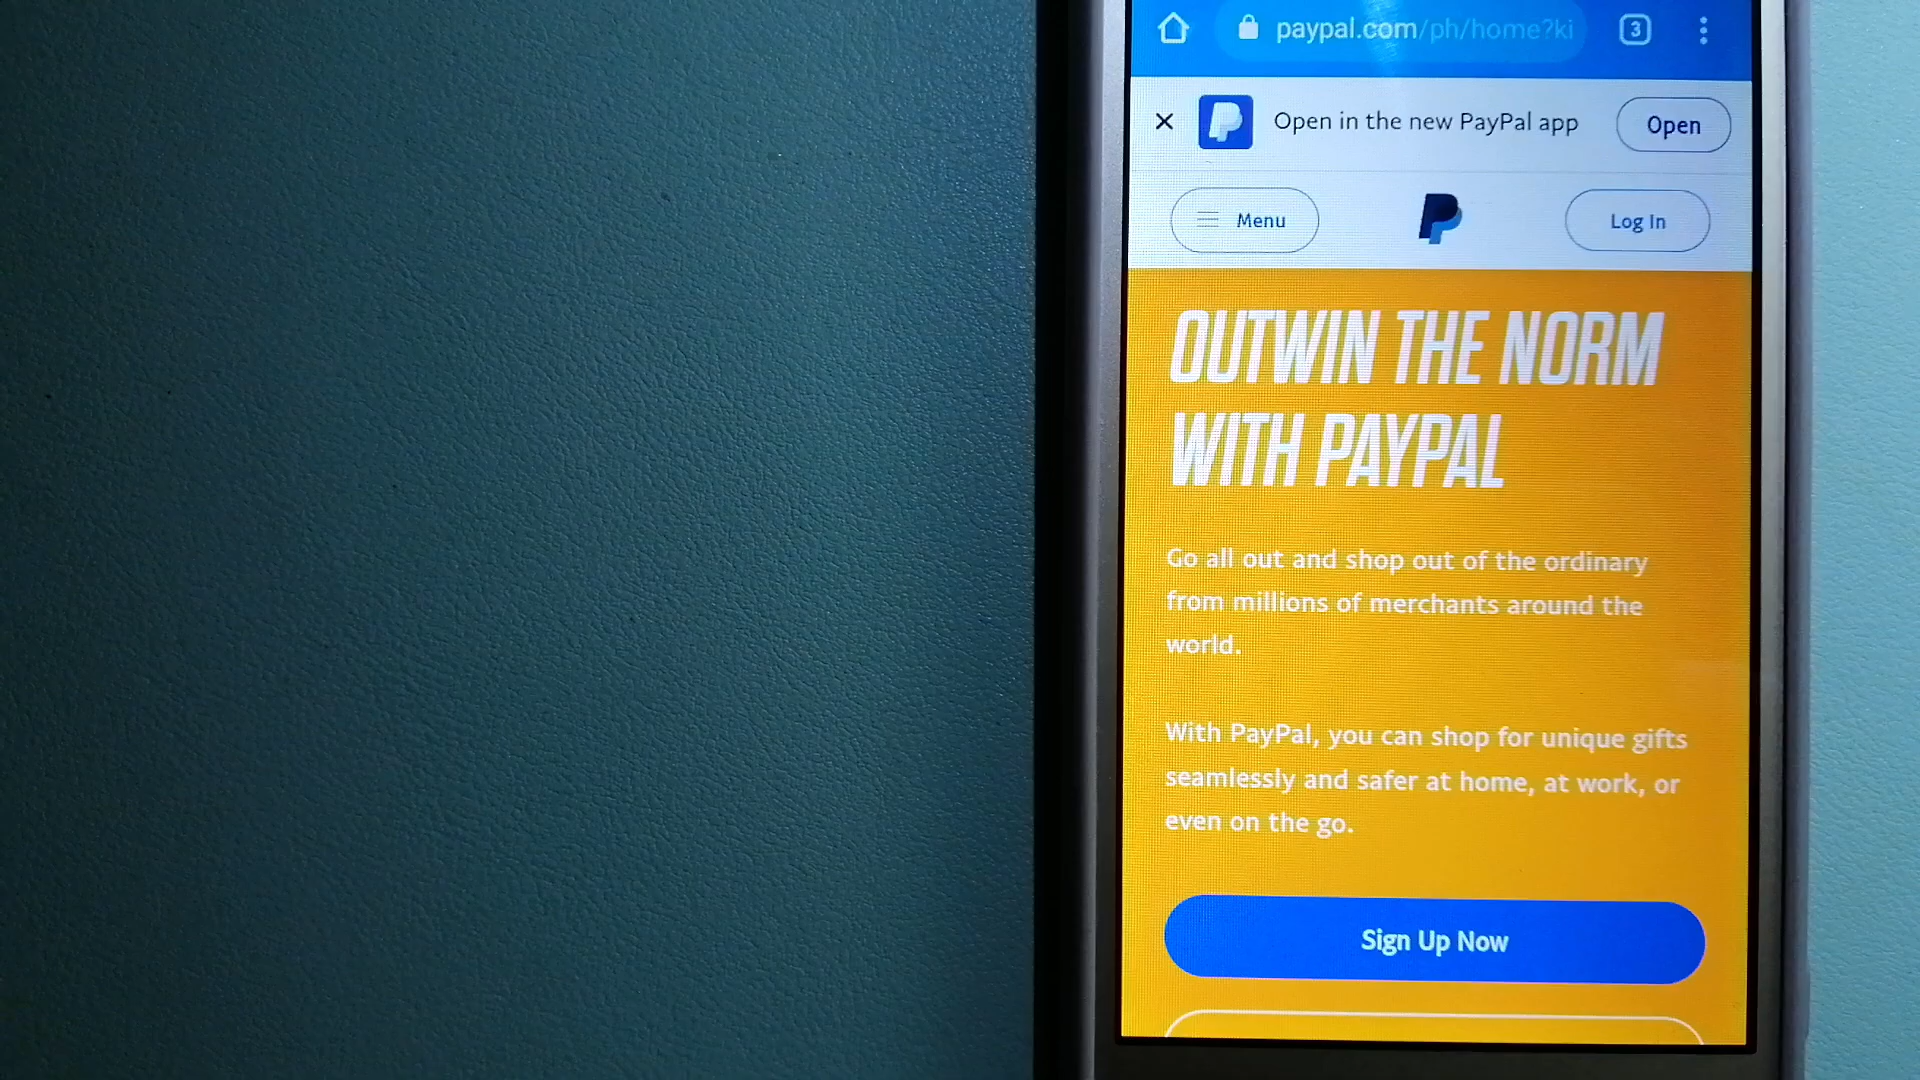 paypal.com/ph/home?ki
3
Open in the new PayPal app
Open
Menu
Log In
OUTWIN THE NORM
WITH PAYPAL
Go all out and shop out of the ordinary
from millions of merchants around the
world.
With PayPal, you can shop for unique gifts
seamlessly and safer at home, at work, or
even on the go.
Sign Up Now